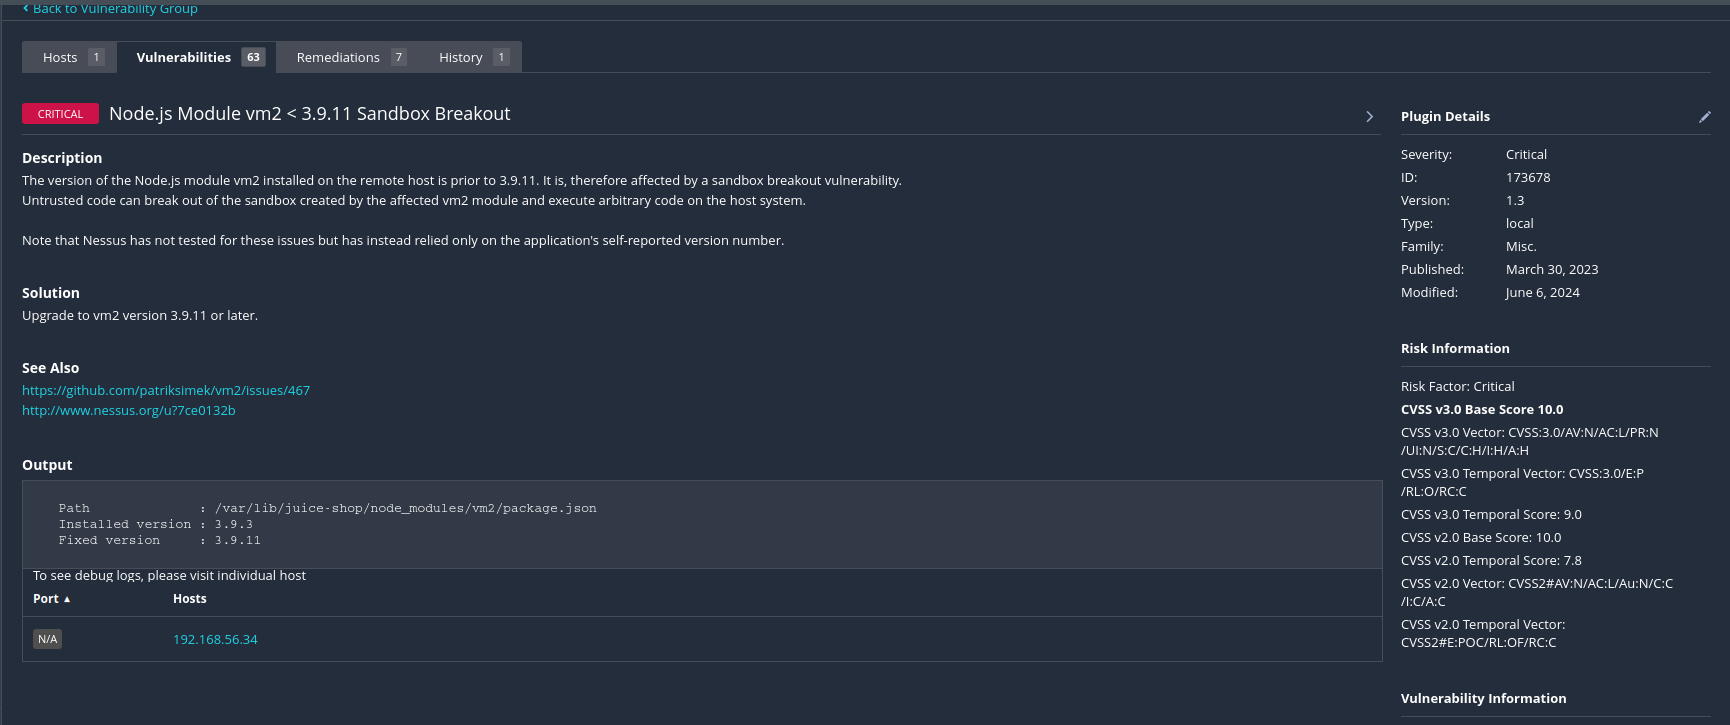 Back to Vulnerability Group
Hosts 1 Vulnerabilities 63 Remediations 7 History 1
CRITICAL Node.js Module vm2 < 3.9.11 Sandbox Breakout
Description
The version of the Node.js module vm2 installed on the remote host is prior to 3.9.11. It is, therefore affected by a sandbox breakout vulnerability.
Untrusted code can break out of the sandbox created by the affected vm2 module and execute arbitrary code on the host system.
Note that Nessus has not tested for these issues but has instead relied only on the application's self-reported version number.
Solution
Upgrade to vm2 version 3.9.11 or later.
See Also
https://github.com/patriksimek/vm2/issues/467
http://www.nessus.org/u?7ce0132b
Output
Path : /var/lib/juice-shop/node_modules/vm2/package.json
Installed version : 3.9.3
Fixed version : 3.9.11
To see debug logs, please visit individual host
Port ▲ Hosts
N/A 192.168.56.34
Plugin Details
Severity: Critical
ID: 173678
Version: 1.3
Type: local
Family: Misc.
Published: March 30, 2023
Modified: June 6, 2024
Risk Information
Risk Factor: Critical
CVSS v3.0 Base Score 10.0
CVSS v3.0 Vector: CVSS:3.0/AV:N/AC:L/PR:N
/UI:N/S:C/C:H/I:H/A:H
CVSS v3.0 Temporal Vector: CVSS:3.0/E:P
/RL:O/RC:C
CVSS v3.0 Temporal Score: 9.0
CVSS v2.0 Base Score: 10.0
CVSS v2.0 Temporal Score: 7.8
CVSS v2.0 Vector: CVSS2#AV:N/AC:L/Au:N/C:C
/I:C/A:C
CVSS v2.0 Temporal Vector:
CVSS2#E:POC/RL:OF/RC:C
Vulnerability Information